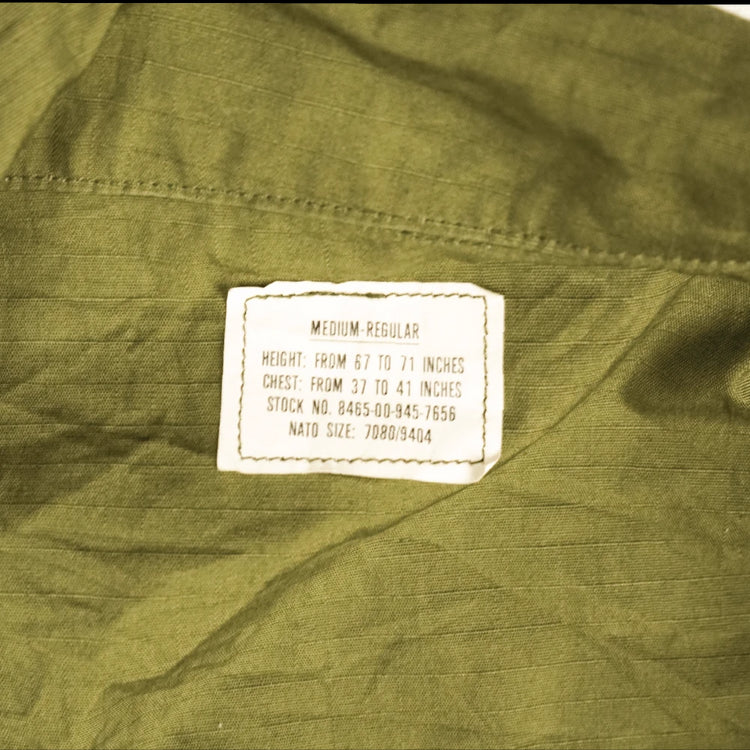 MEDIUM-REGULAR
HEIGHT: FROM 67 TO 71 INCHES
CHEST: FROM 37 TO 41 INCHES
STOCK NO. 8465-00-945-7656
NATO SIZE: 7080/9404